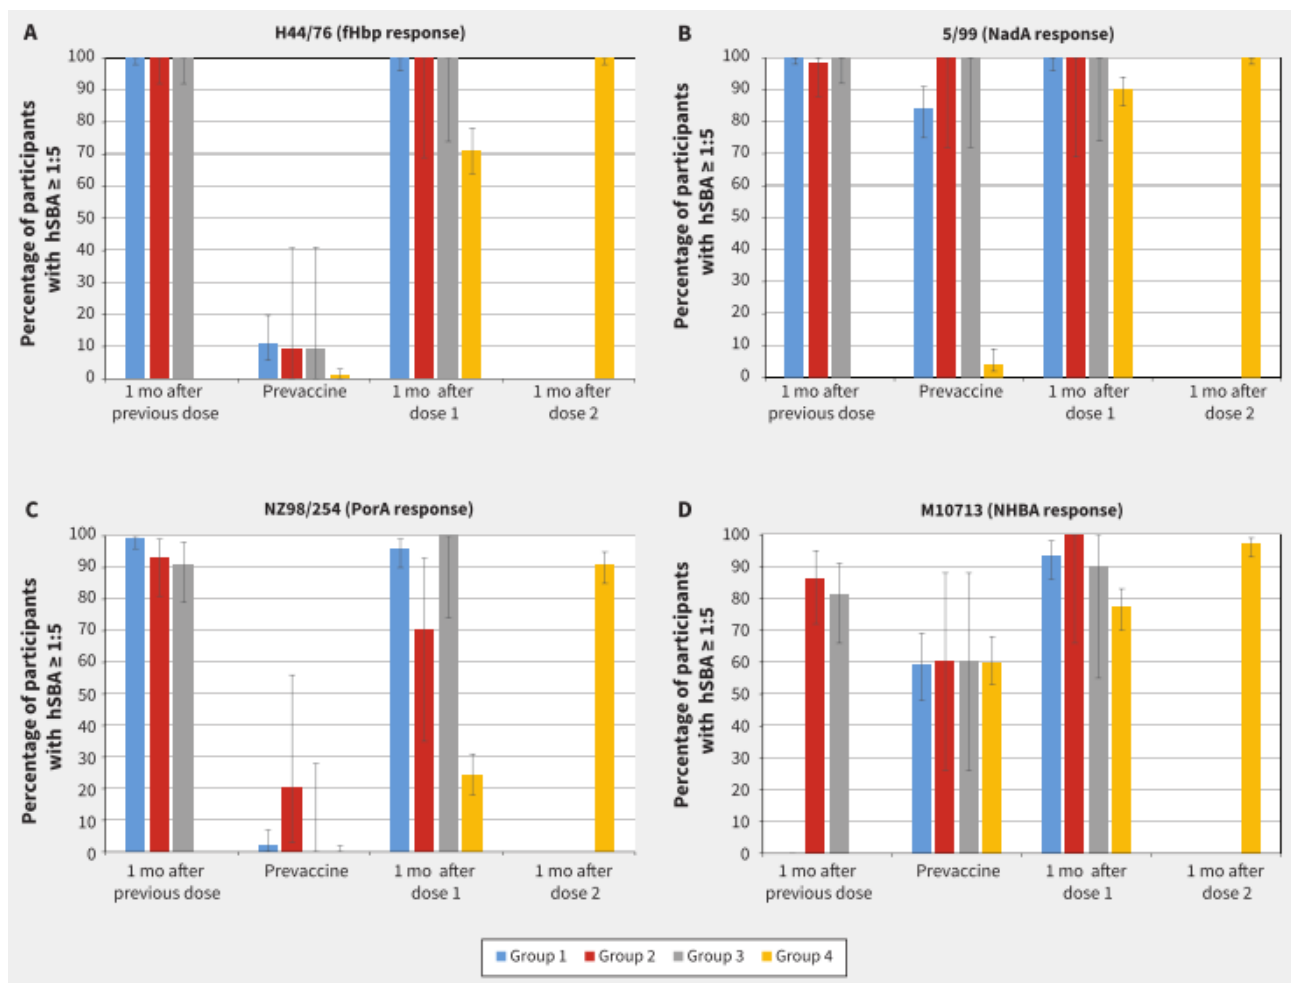 A
H44/76 (fHbp response)
Percentage of participants
with hSBA ≥ 1:5
100
90
80
70
60
50
40
30
20
10
0
1 mo after
previous dose
Prevaccine
1 mo after
dose 1
1 mo after
dose 2
B
5/99 (NadA response)
Percentage of participants
with hSBA ≥ 1:5
100
90
80
70
60
50
40
30
20
10
0
1 mo after
previous dose
Prevaccine
1 mo after
dose 1
1 mo after
dose 2
C
NZ98/254 (PorA response)
Percentage of participants
with hSBA ≥ 1:5
100
90
80
70
60
50
40
30
20
10
0
1 mo after
previous dose
Prevaccine
1 mo after
dose 1
1 mo after
dose 2
D
M10713 (NHBA response)
Percentage of participants
with hSBA ≥ 1:5
100
90
80
70
60
50
40
30
20
10
0
1 mo after
previous dose
Prevaccine
1 mo after
dose 1
1 mo after
dose 2
Group 1 Group 2 Group 3 Group 4